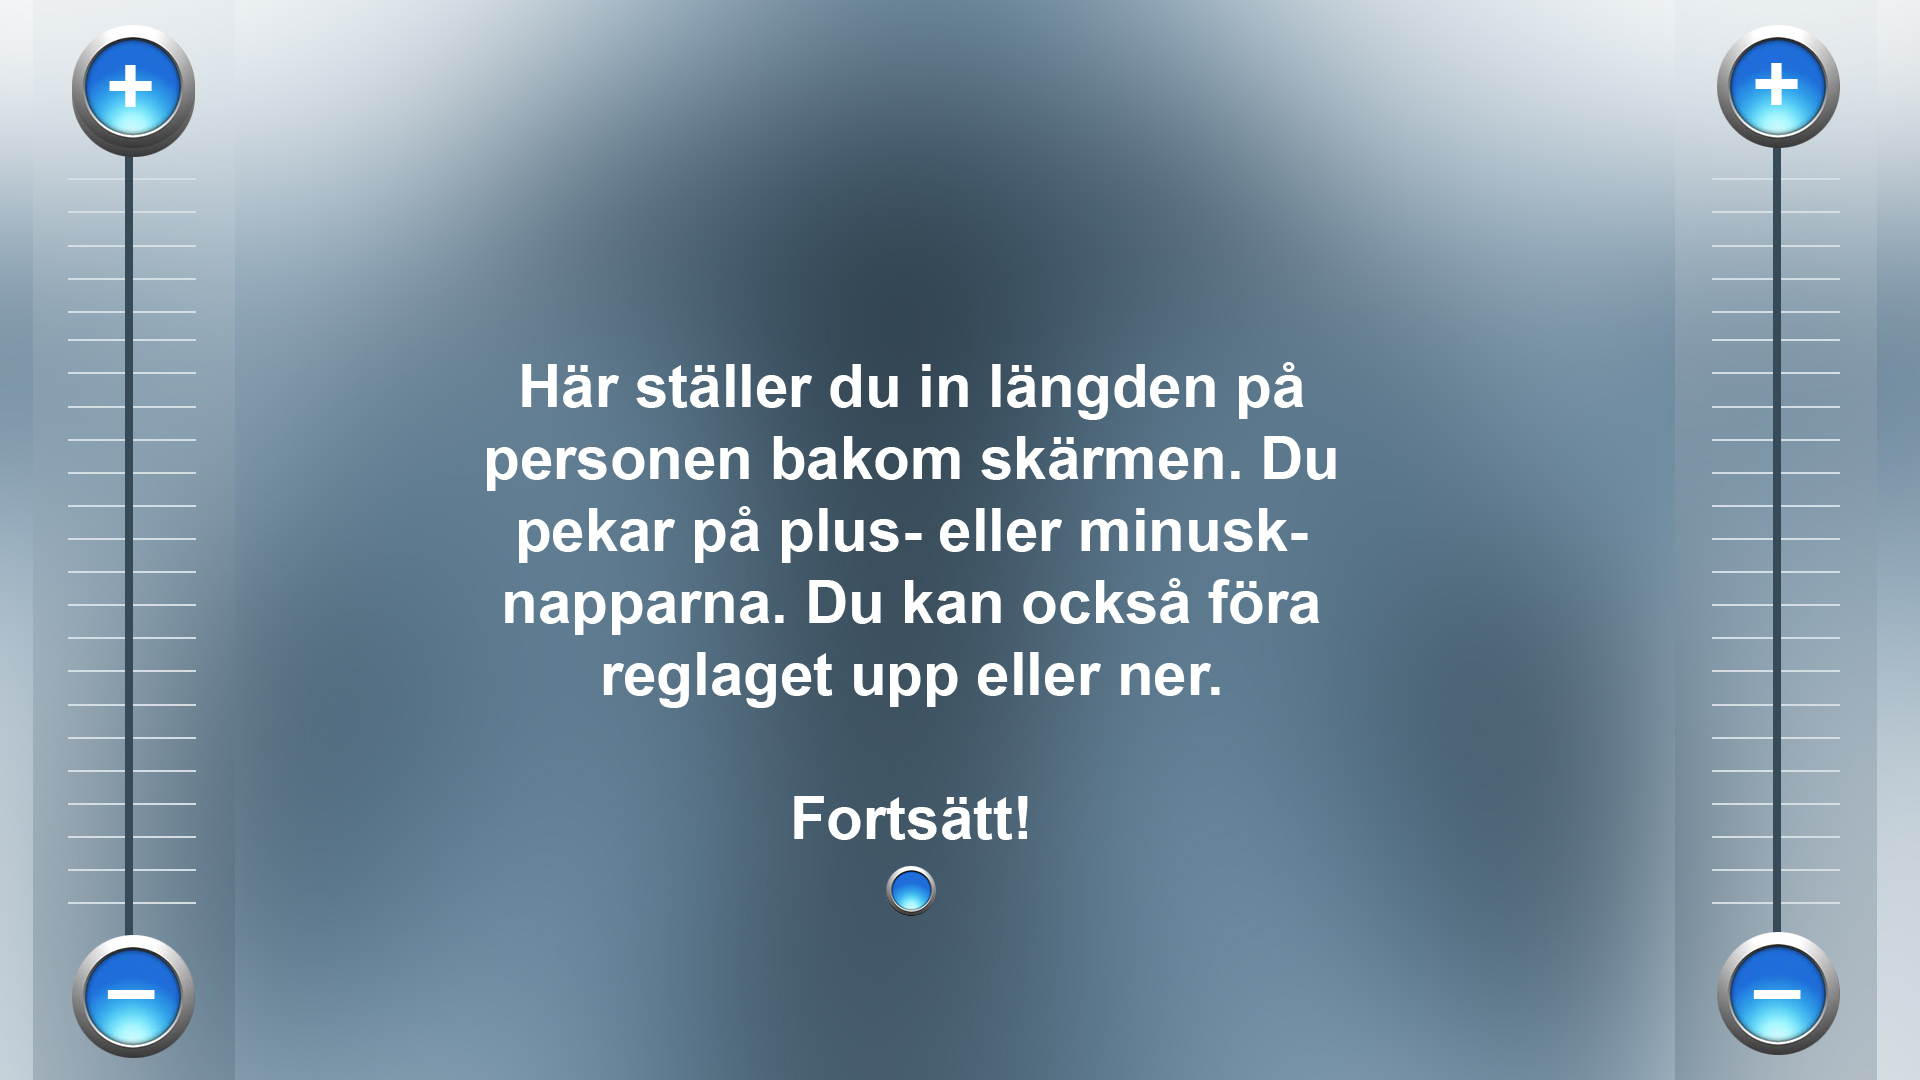 Här ställer du in längden på
personen bakom skärmen. Du
pekar på plus- eller minusk-
napparna. Du kan också föra
reglaget upp eller ner.
Fortsätt!